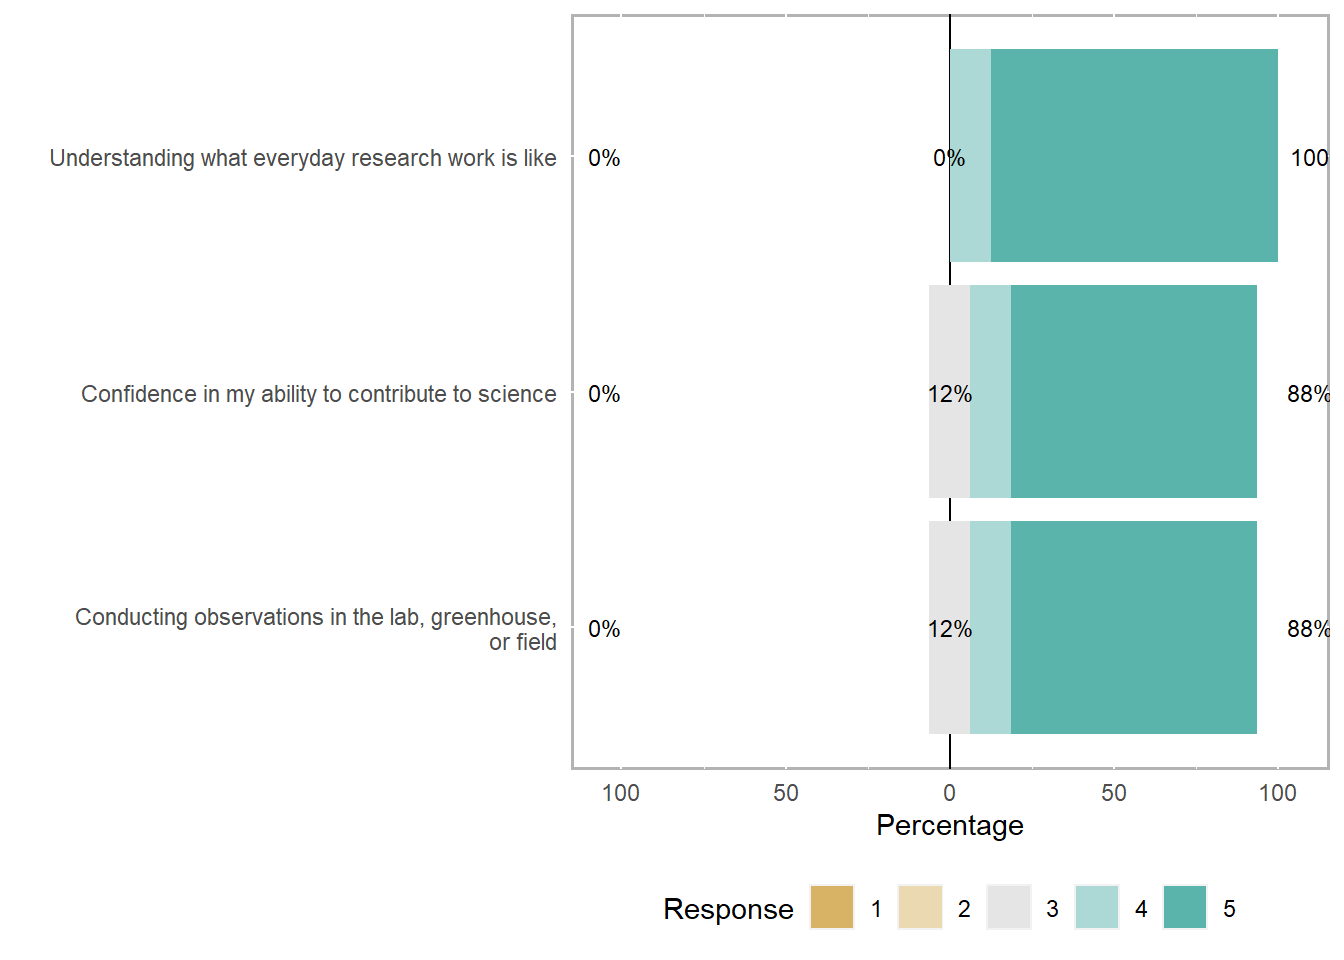 Understanding what everyday research work is like 0% 0% 100
Confidence in my ability to contribute to science 0% 12% 88%
Conducting observations in the lab, greenhouse,
or field 0% 12% 88%
100 50 0 50 100
Percentage
Response 1 2 3 4 5